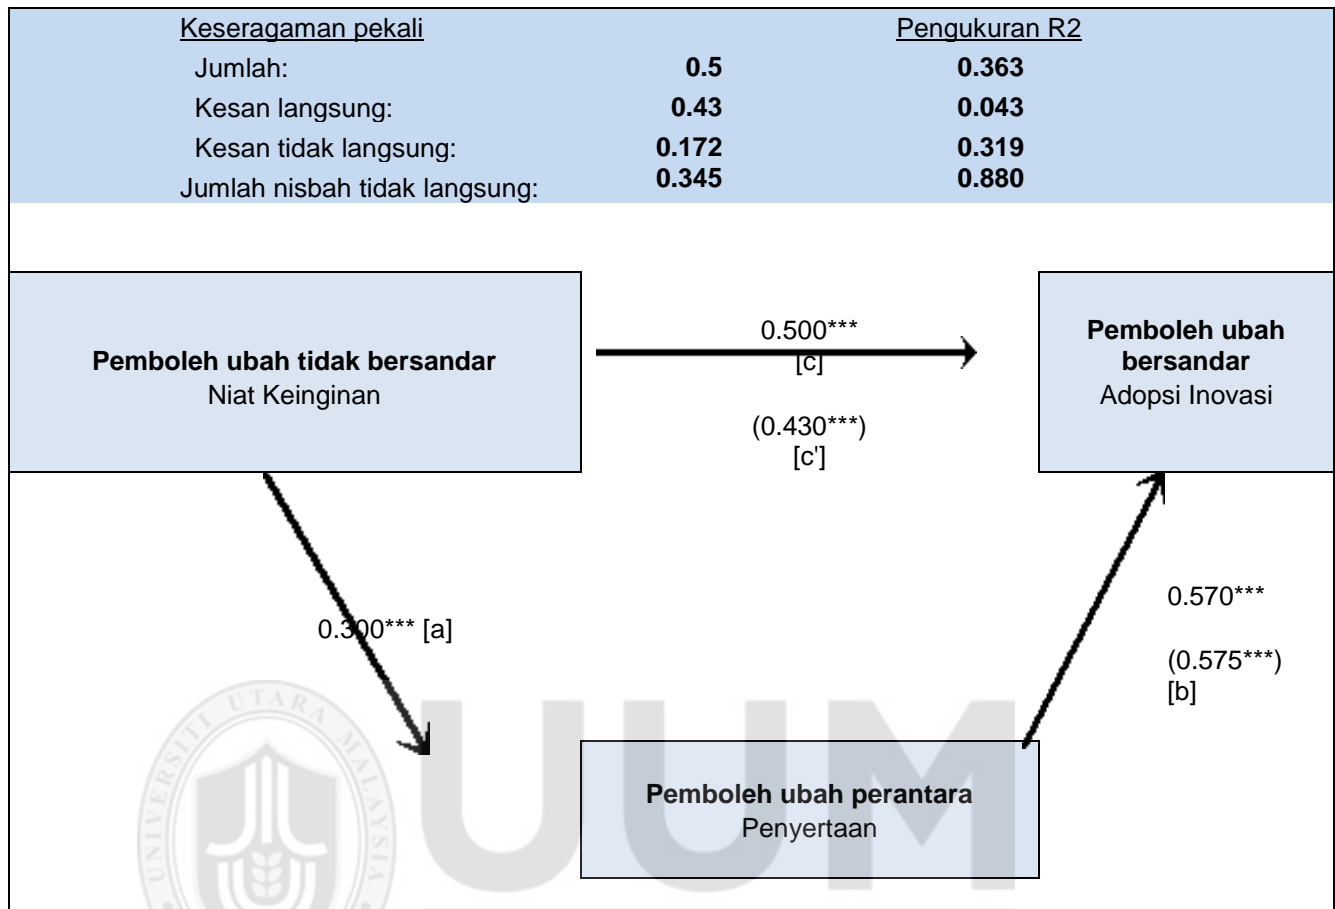 Keseragaman pekali Pengukuran R2
Jumlah: 0.5 0.363
Kesan langsung: 0.43 0.043
Kesan tidak langsung: 0.172 0.319
Jumlah nisbah tidak langsung: 0.345 0.880
0.500***
[c]
(0.430***)
[c']
Pemboleh ubah tidak bersandar
Niat Keinginan
Pemboleh ubah
bersandar
Adopsi Inovasi
0.300*** [a]
0.570***
(0.575***)
[b]
Pemboleh ubah perantara
Penyertaan
UNIVERSITI UTARA MALAYSIA
UUM